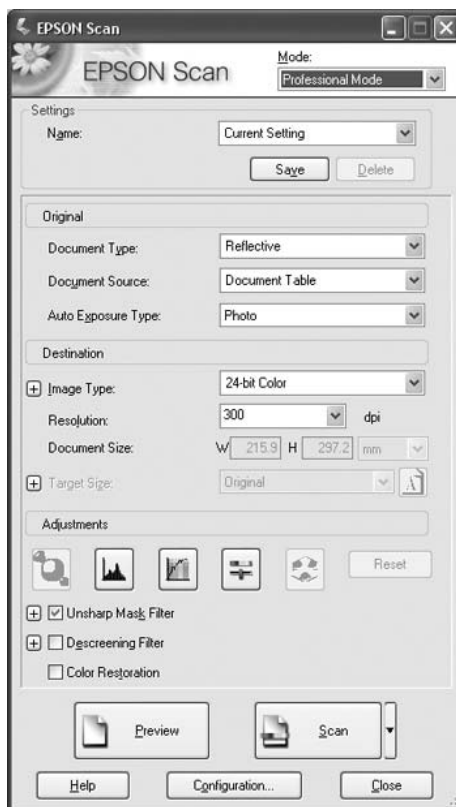 EPSON Scan
EPSON Scan
Mode:
Professional Mode
Settings
Name:
Current Setting
Save
Delete
Original
Document Type:
Reflective
Document Source:
Document Table
Auto Exposure Type:
Photo
Destination
Image Type:
24-bit Color
Resolution:
300
dpi
Document Size:
W 215.9 H 297.2 mm
Target Size:
Original
A
Adjustments
Reset
Unsharp Mask Filter
Descreening Filter
Color Restoration
Preview
Scan
Help
Configuration...
Close